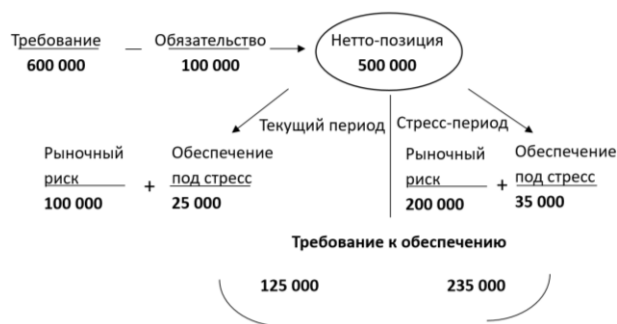 Требование — Обязательство Нетто-позиция
600 000 100 000 500 000
Текущий период Стресс-период
Рыночный Обеспечение Рыночный Обеспечение
риск + под стресс риск + под стресс
100 000 25 000 200 000 35 000
Требование к обеспечению
125 000 235 000